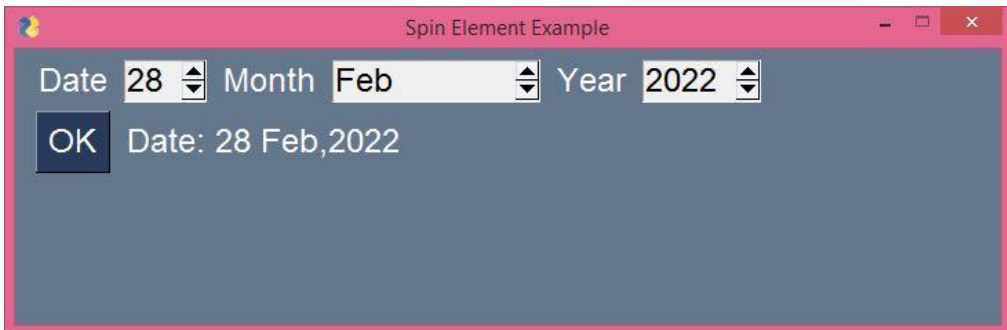 Spin Element Example
Date 28 Month Feb Year 2022
OK Date: 28 Feb,2022